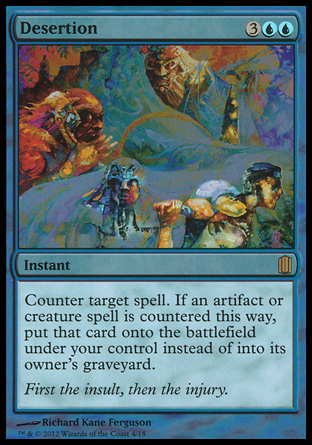 Desertion 3
Instant
Counter target spell. If an artifact or
creature spell is countered this way,
put that card onto the battlefield
under your control instead of into its
owner's graveyard.
First the insult, then the injury.
Richard Kane Ferguson
™ & © 2012 Wizards of the Coast 4/18